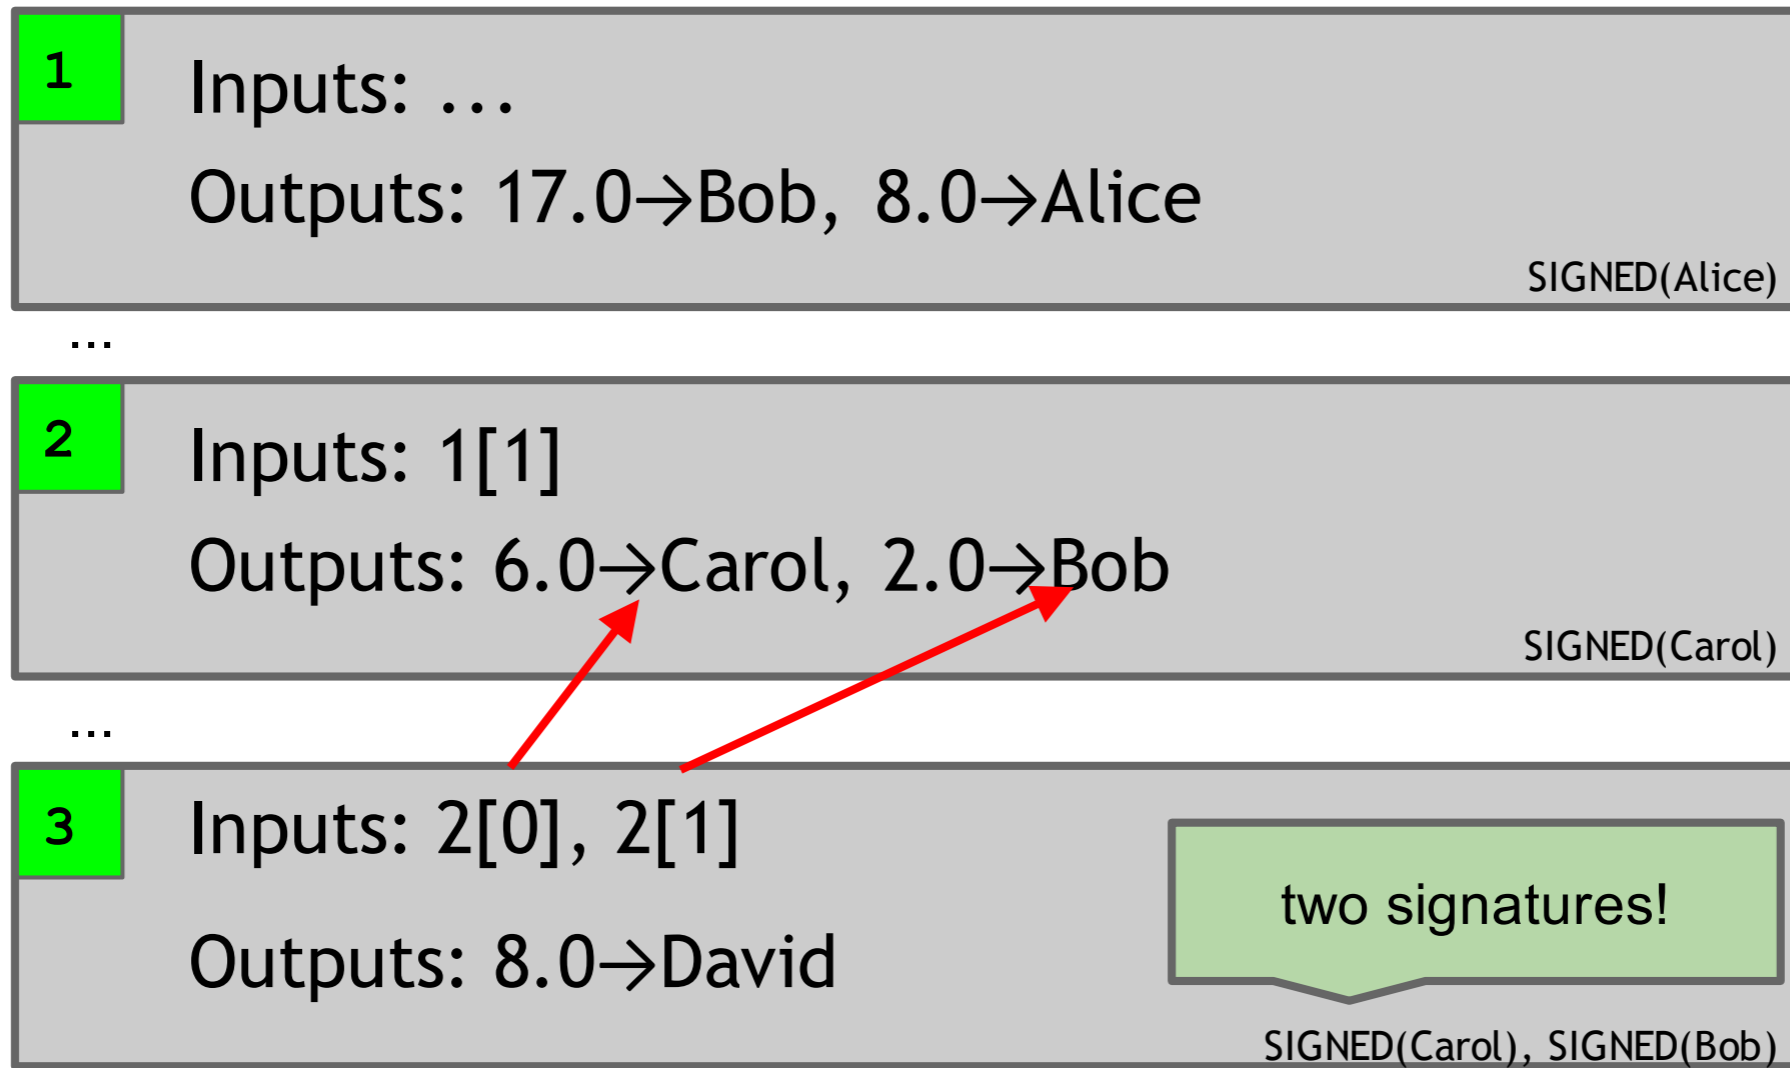 1
Inputs: ...
Outputs: 17.0→Bob, 8.0→Alice
SIGNED(Alice)
...
2
Inputs: 1[1]
Outputs: 6.0→Carol, 2.0→Bob
SIGNED(Carol)
...
3
Inputs: 2[0], 2[1]
two signatures!
Outputs: 8.0→David
SIGNED(Carol), SIGNED(Bob)